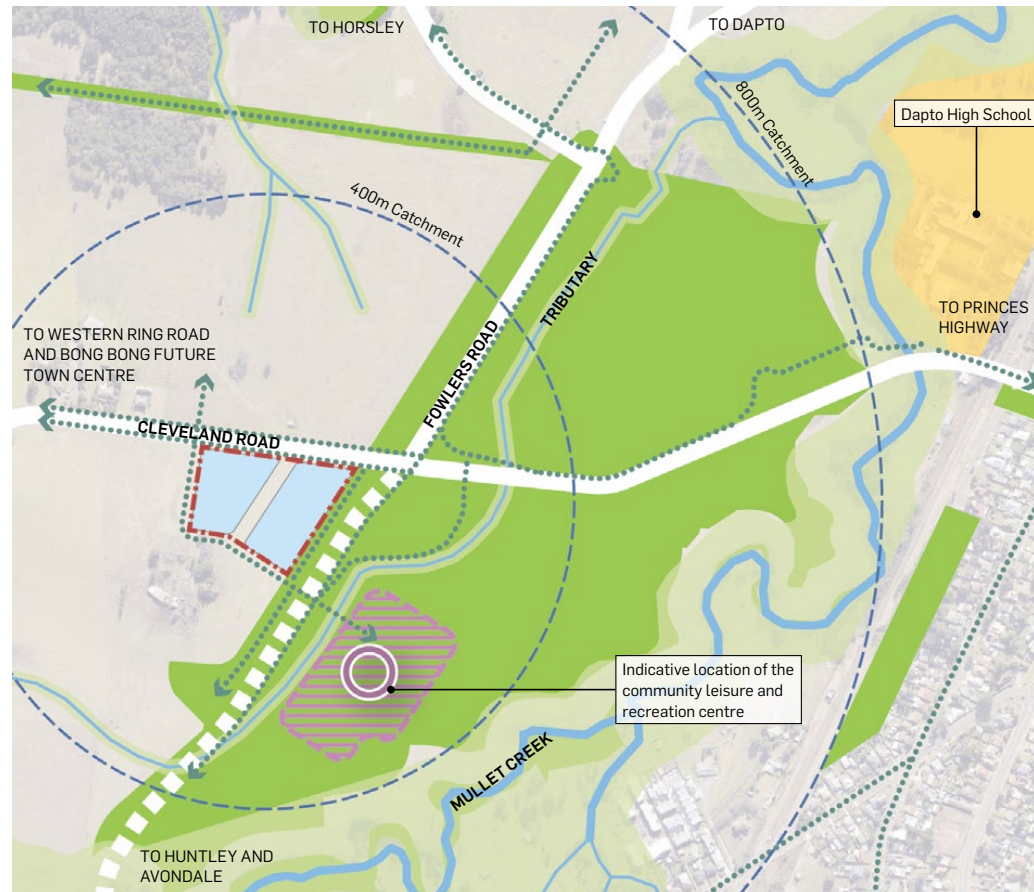 TO HORSLEY
TO DAPTO
800m Catchment
Dapto High School
400m Catchment
TRIBUTARY
TO PRINCES
HIGHWAY
FOWLERS ROAD
TO WESTERN RING ROAD
AND BONG BONG FUTURE
TOWN CENTRE
CLEVELAND ROAD
Indicative location of the
community leisure and
recreation centre
MULLET CREEK
TO HUNTLEY AND
AVONDALE